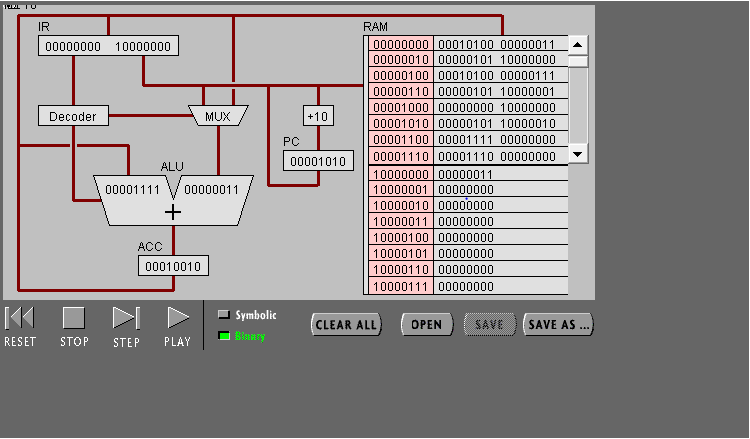 IR
00000000 10000000
Decoder
MUX
+10
PC
00001010
ALU
00001111 00000011
+
ACC
00010010
RAM
00000000 00010100 00000011
00000010 00000101 10000000
00000100 00010100 00000111
00000110 00000101 10000001
00001000 00000000 10000000
00001010 00000101 10000010
00001100 00001111 00000000
00001110 00001110 00000000
10000000 00000011
10000001 00000000
10000010 00000000
10000011 00000000
10000100 00000000
10000101 00000000
10000110 00000000
10000111 00000000
RESET STOP STEP PLAY
Symbolic
Binary
CLEAR ALL OPEN SAVE SAVE AS ...